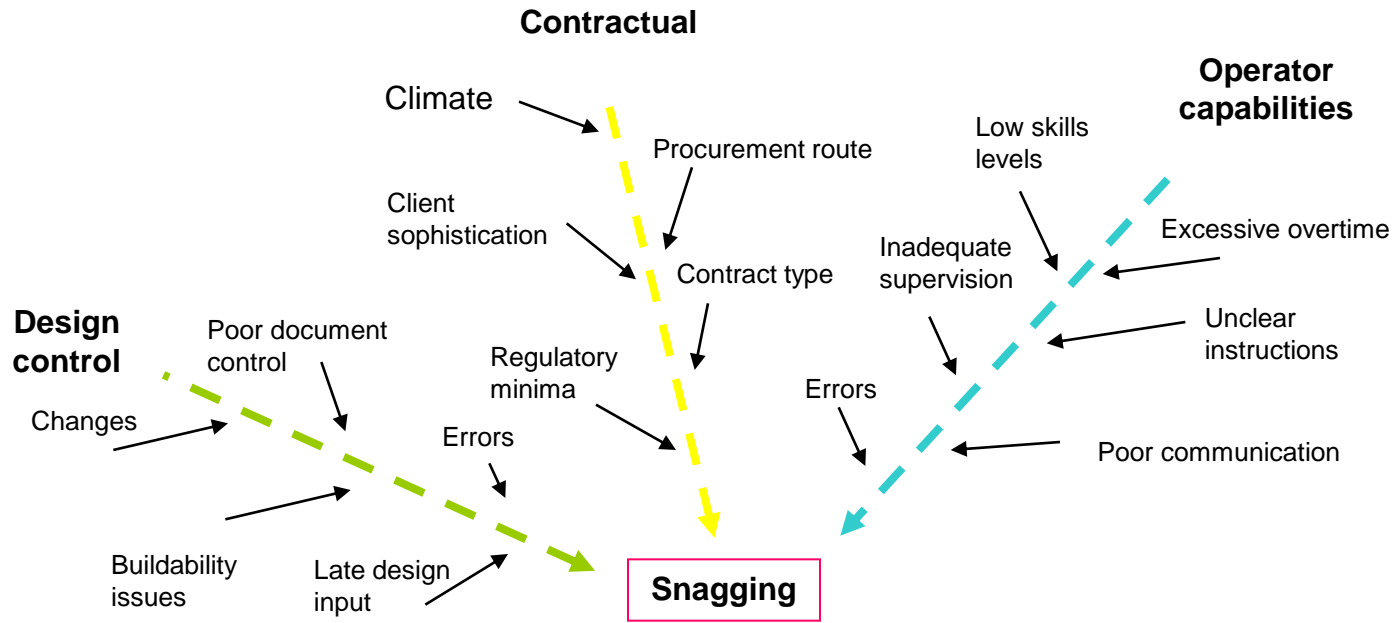 Contractual
Operator
capabilities
Climate
Low skills
levels
Procurement route
Client
sophistication
Excessive overtime
Inadequate
supervision
Contract type
Design
control
Poor document
control
Unclear
instructions
Regulatory
minima
Errors
Changes
Errors
Poor communication
Buildability
issues
Late design
input
Snagging